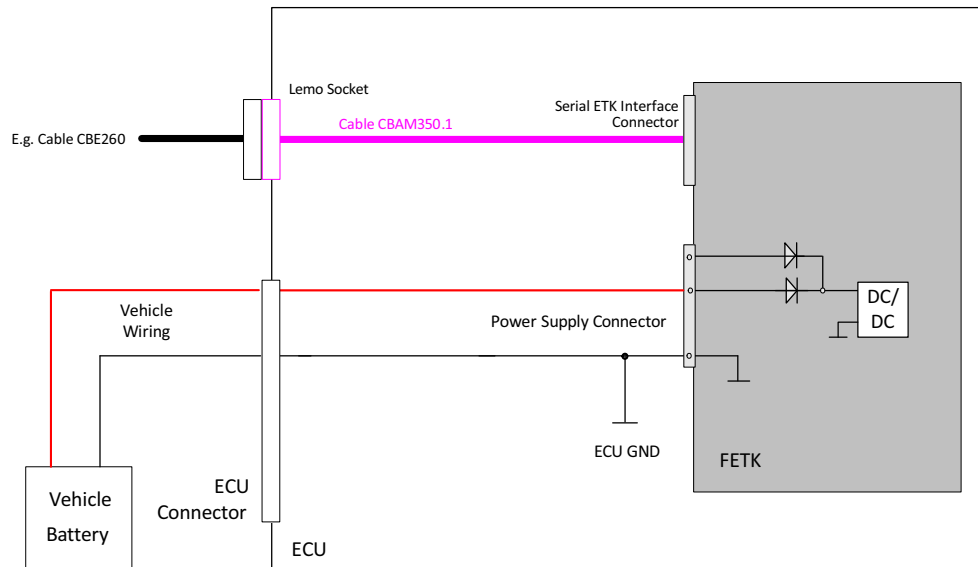 Lemo Socket
Serial ETK Interface
Connector
Cable CBAM350.1
E.g. Cable CBE260
Vehicle
Wiring
Power Supply Connector
DC/
DC
ECU GND
FETK
ECU
Connector
Vehicle
Battery
ECU